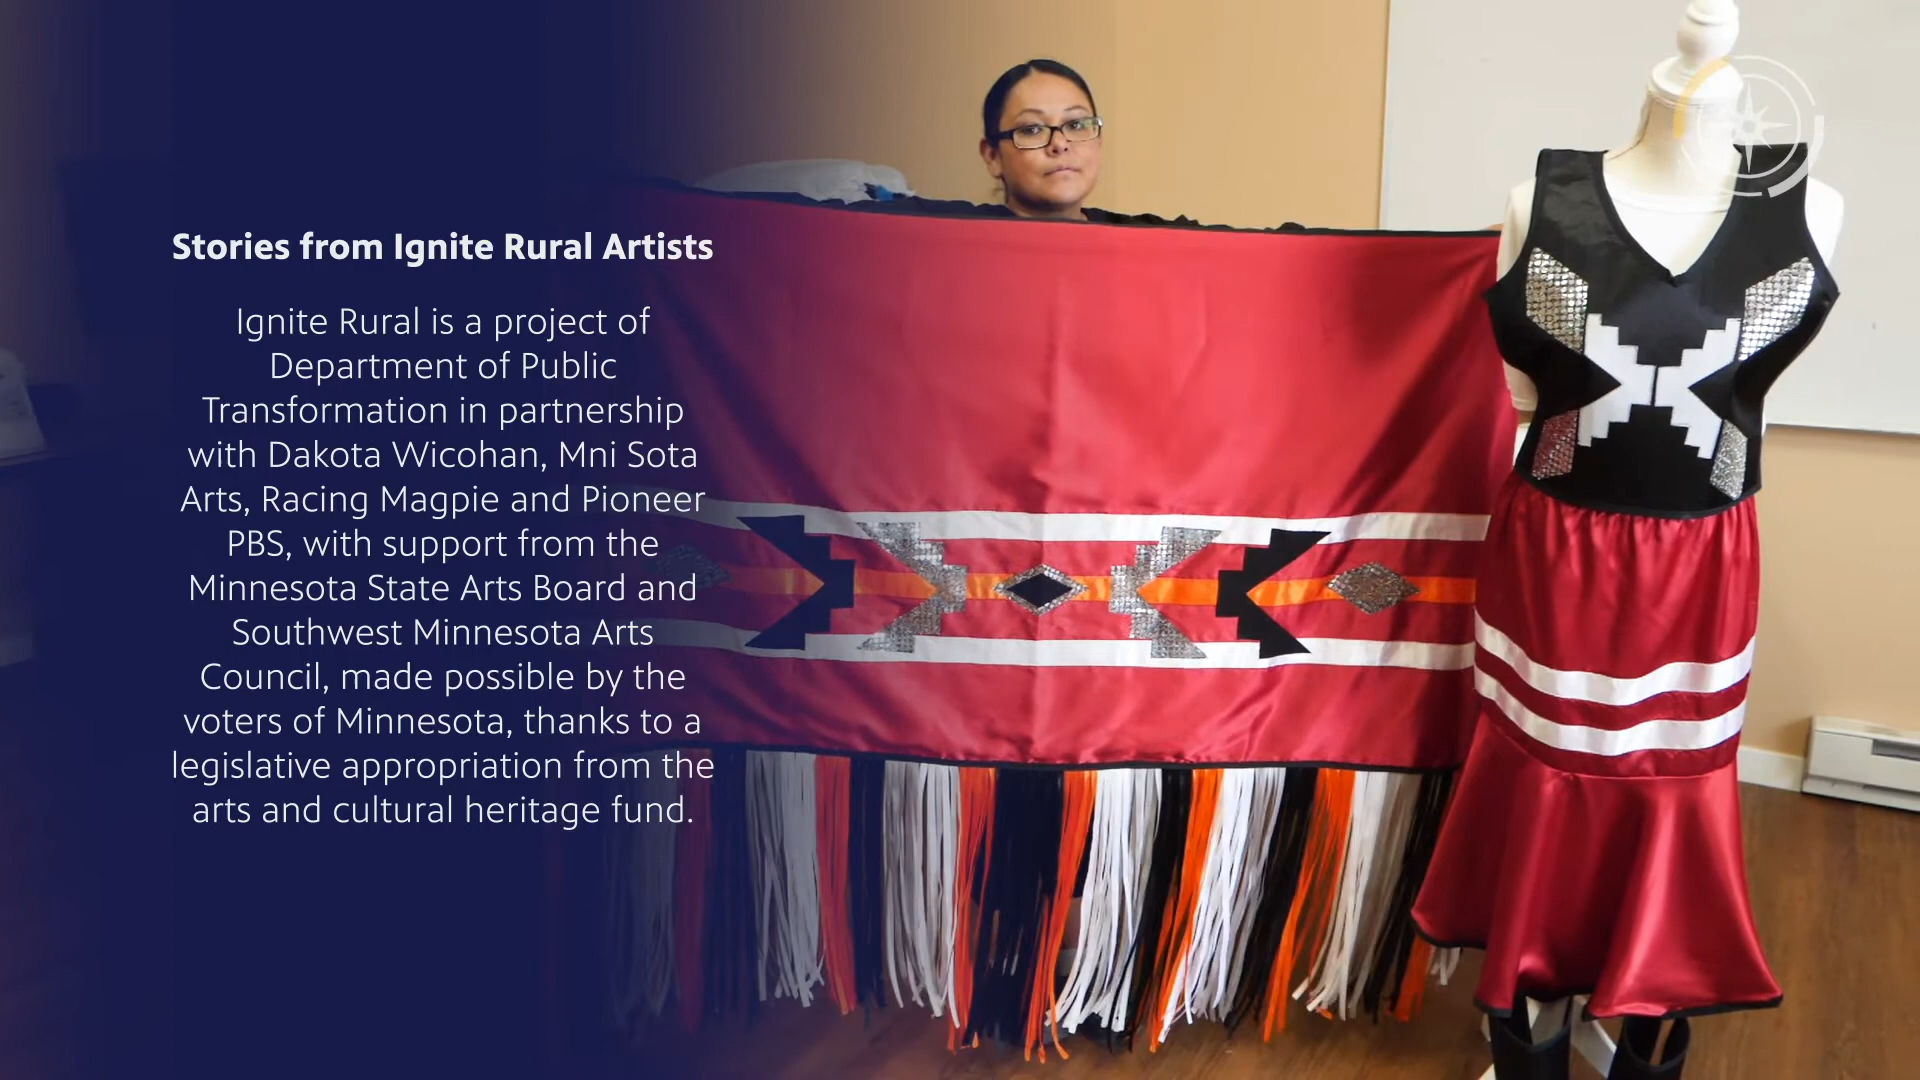 Stories from Ignite Rural Artists
Ignite Rural is a project of
Department of Public
Transformation in partnership
with Dakota Wicohan, Mni Sota
Arts, Racing Magpie and Pioneer
PBS, with support from the
Minnesota State Arts Board and
Southwest Minnesota Arts
Council, made possible by the
voters of Minnesota, thanks to a
legislative appropriation from the
arts and cultural heritage fund.